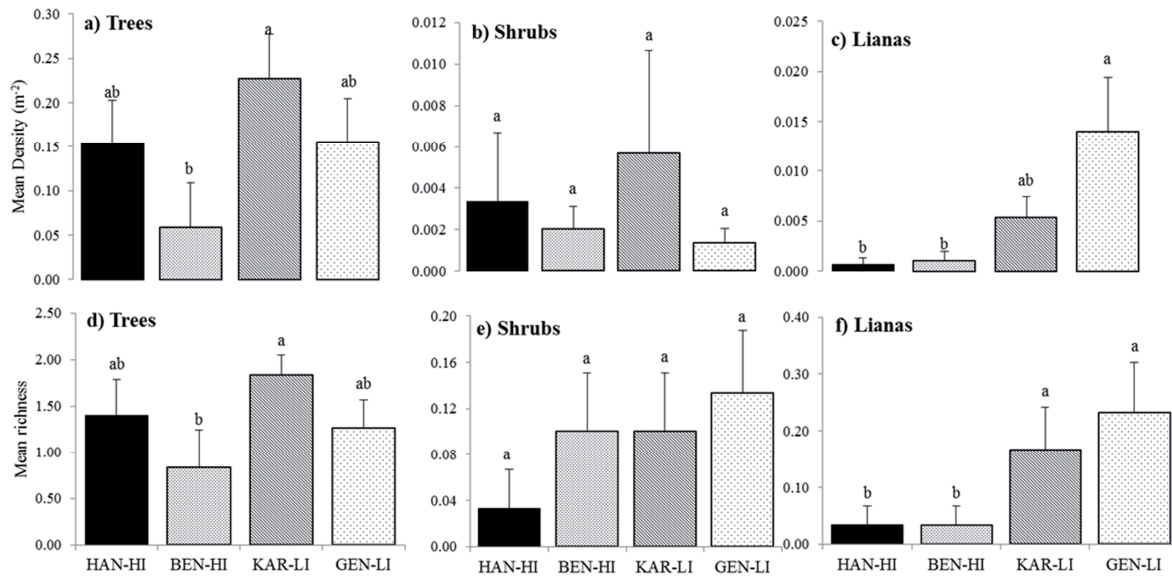 a) Trees
b) Shrubs
c) Lianas
Mean Density (m-2)
0.30
0.25
0.20
0.15
0.10
0.05
0.00
ab
b
a
ab
0.012
0.010
0.008
0.006
0.004
0.002
0.000
a
a
a
a
0.025
0.020
0.015
0.010
0.005
0.000
b
b
ab
a
d) Trees
e) Shrubs
f) Lianas
Mean richness
2.50
2.00
1.50
1.00
0.50
0.00
ab
b
a
ab
HAN-HI BEN-HI KAR-LI GEN-LI
0.20
0.16
0.12
0.08
0.04
0.00
a
a
a
a
HAN-HI BEN-HI KAR-LI GEN-LI
0.40
0.30
0.20
0.10
0.00
b
b
a
a
HAN-HI BEN-HI KAR-LI GEN-LI